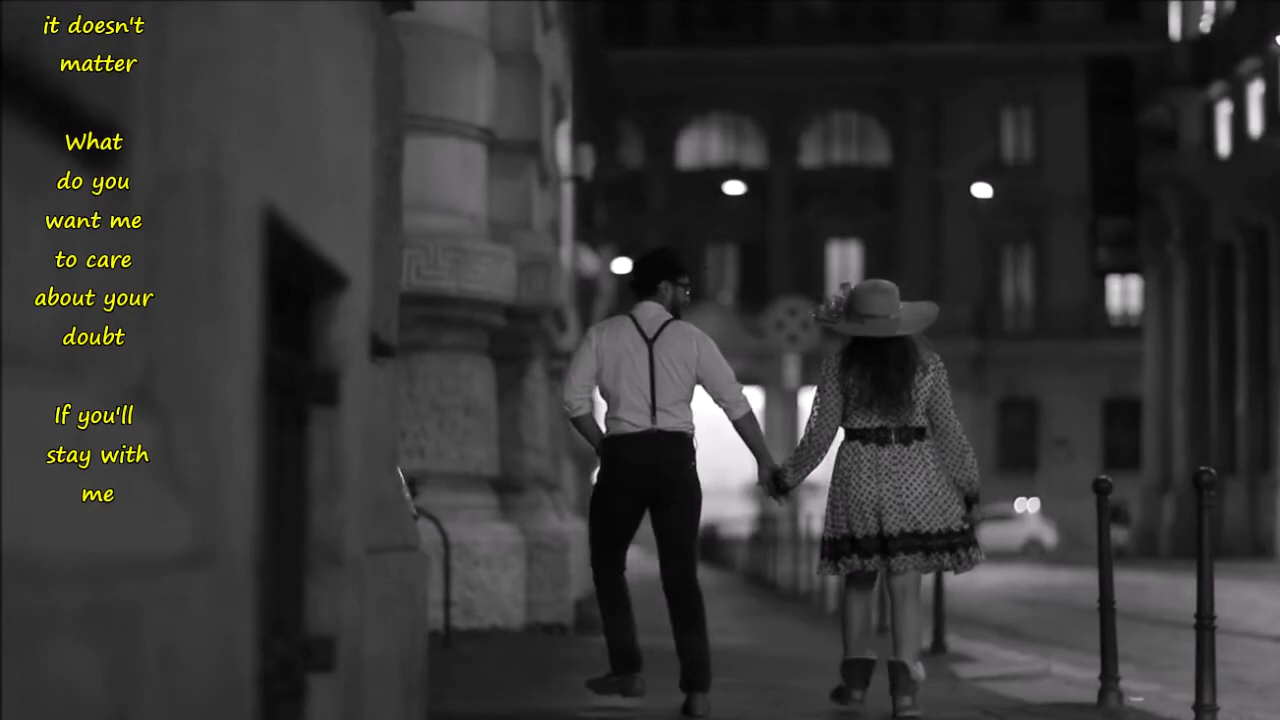 it doesn't
matter
What
do you
want me
to care
about your
doubt
If you'll
stay with
me